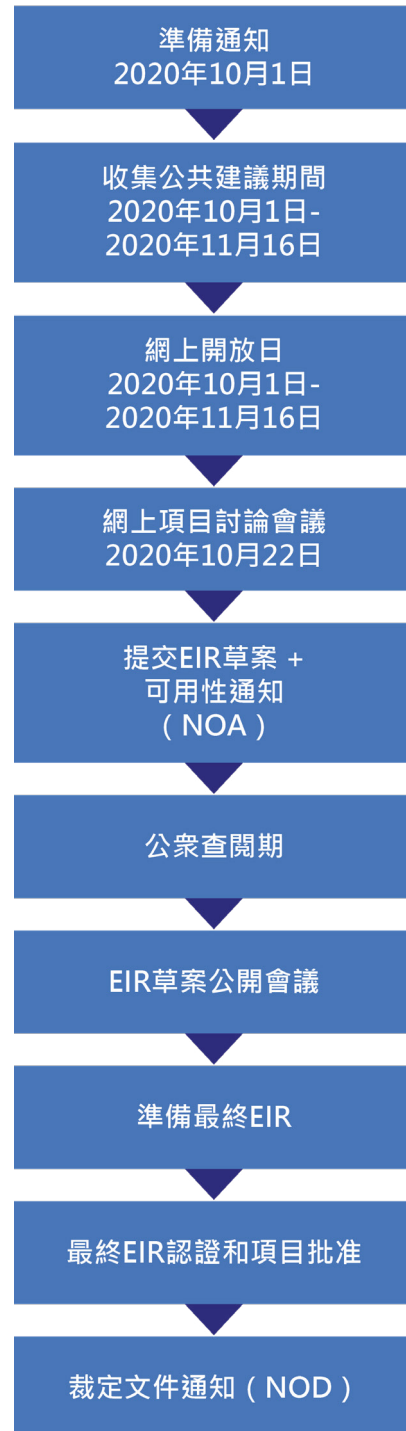 準備通知
2020年10月1日
收集公共建議期間
2020年10月1日-
2020年11月16日
網上開放日
2020年10月1日-
2020年11月16日
網上項目討論會議
2020年10月22日
提交EIR草案 +
可用性通知
（NOA）
公衆查閲期
EIR草案公開會議
準備最終EIR
最終EIR認證和項目批准
裁定文件通知（NOD）